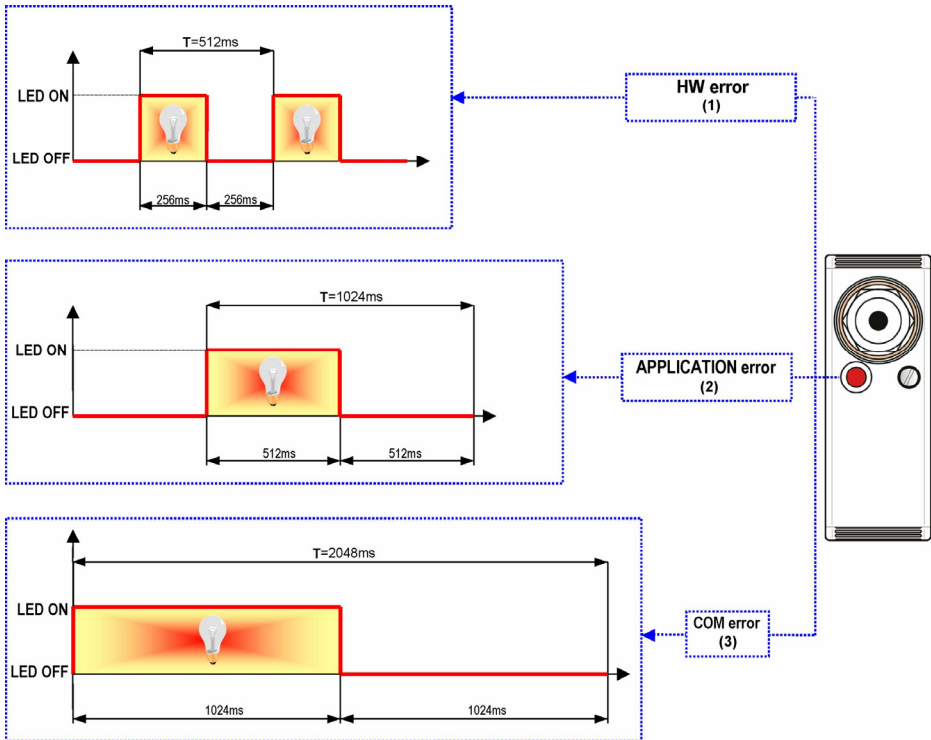 T=512ms
LED ON
LED OFF
256ms 256ms
HW error
(1)
T=1024ms
LED ON
LED OFF
512ms 512ms
APPLICATION error
(2)
T=2048ms
LED ON
LED OFF
1024ms 1024ms
COM error
(3)